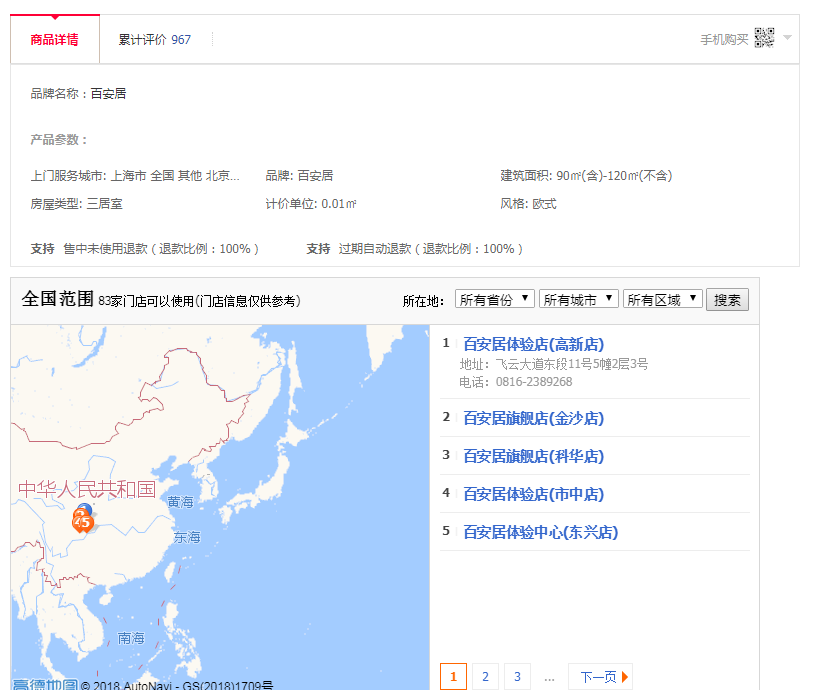 商品详情 累计评价 967 手机购买
品牌名称：百安居
产品参数：
上门服务城市: 上海市 全国 其他 北京... 品牌: 百安居 建筑面积: 90㎡(含)-120㎡(不含)
房屋类型: 三居室 计价单位: 0.01㎡ 风格: 欧式
支持 售中未使用退款（退款比例：100%） 支持 过期自动退款（退款比例：100%）
全国范围 83家门店可以使用(门店信息仅供参考) 所在地： 所有省份 所有城市 所有区域 搜索
1 百安居体验店(高新店)
地址：飞云大道东段11号5幢2层3号
电话：0816-2389268
2 百安居旗舰店(金沙店)
3 百安居旗舰店(科华店)
4 百安居体验店(市中店)
5 百安居体验中心(东兴店)
中华人民共和国
黄海
东海
南海
45
高德地图 © 2018 AutoNavi - GS(2018)1709号
1 2 3 ... 下一页